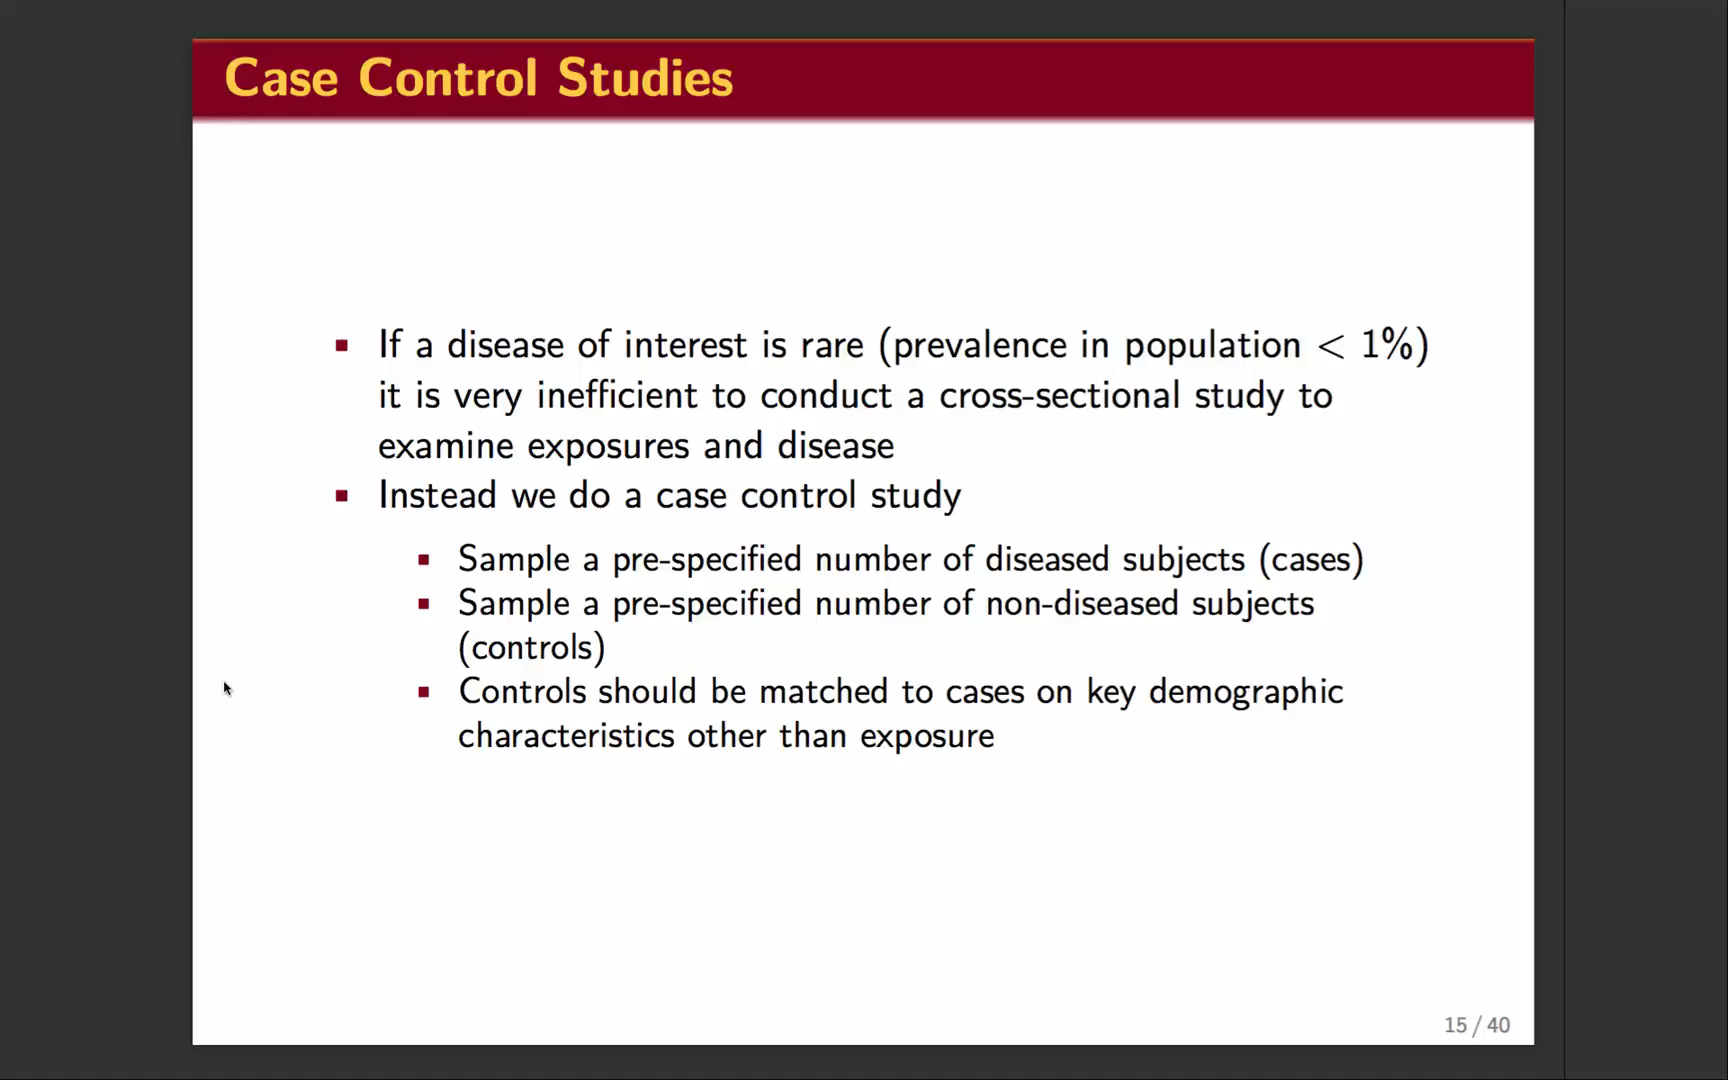 Case Control Studies
If a disease of interest is rare (prevalence in population < 1%)
it is very inefficient to conduct a cross-sectional study to
examine exposures and disease
Instead we do a case control study
Sample a pre-specified number of diseased subjects (cases)
Sample a pre-specified number of non-diseased subjects
(controls)
Controls should be matched to cases on key demographic
characteristics other than exposure
15 / 40